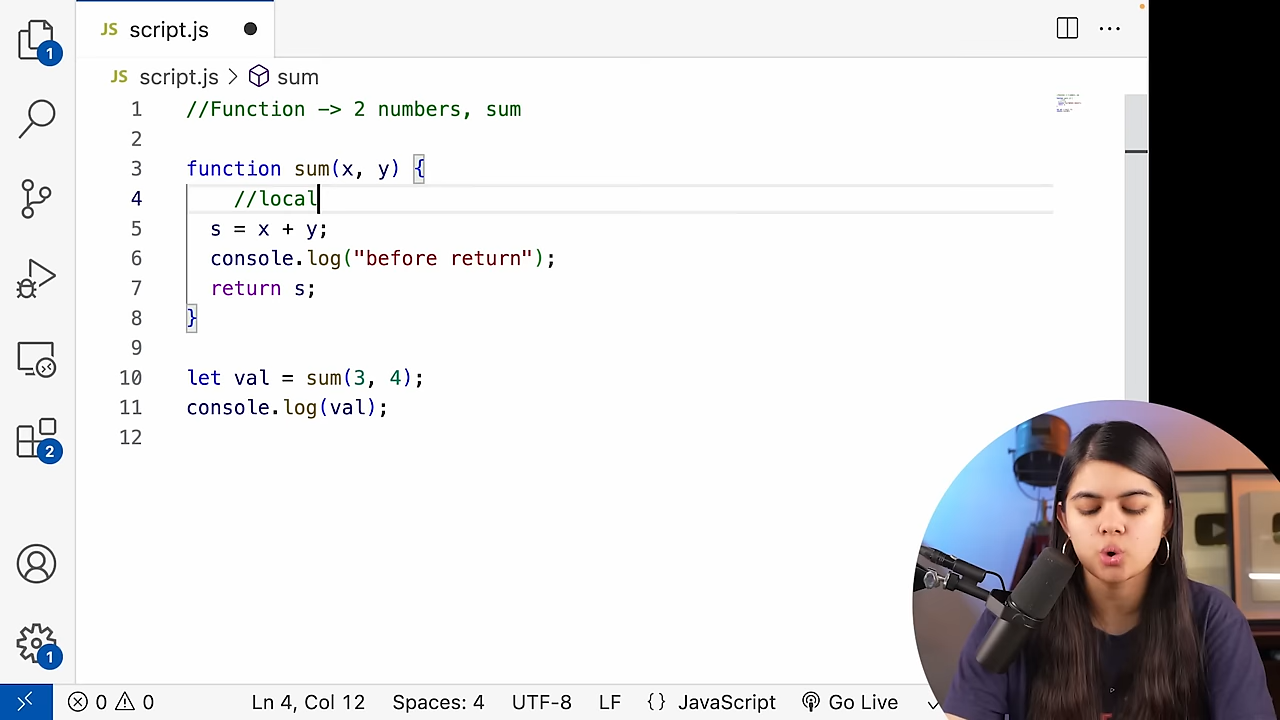 JS script.js
JS script.js > sum
1 //Function -> 2 numbers, sum
2
3 function sum(x, y) {
4 //local
5 s = x + y;
6 console.log("before return");
7 return s;
8 }
9
10 let val = sum(3, 4);
11 console.log(val);
12
1
2
1
0 0 Ln 4, Col 12 Spaces: 4 UTF-8 LF {} JavaScript Go Live